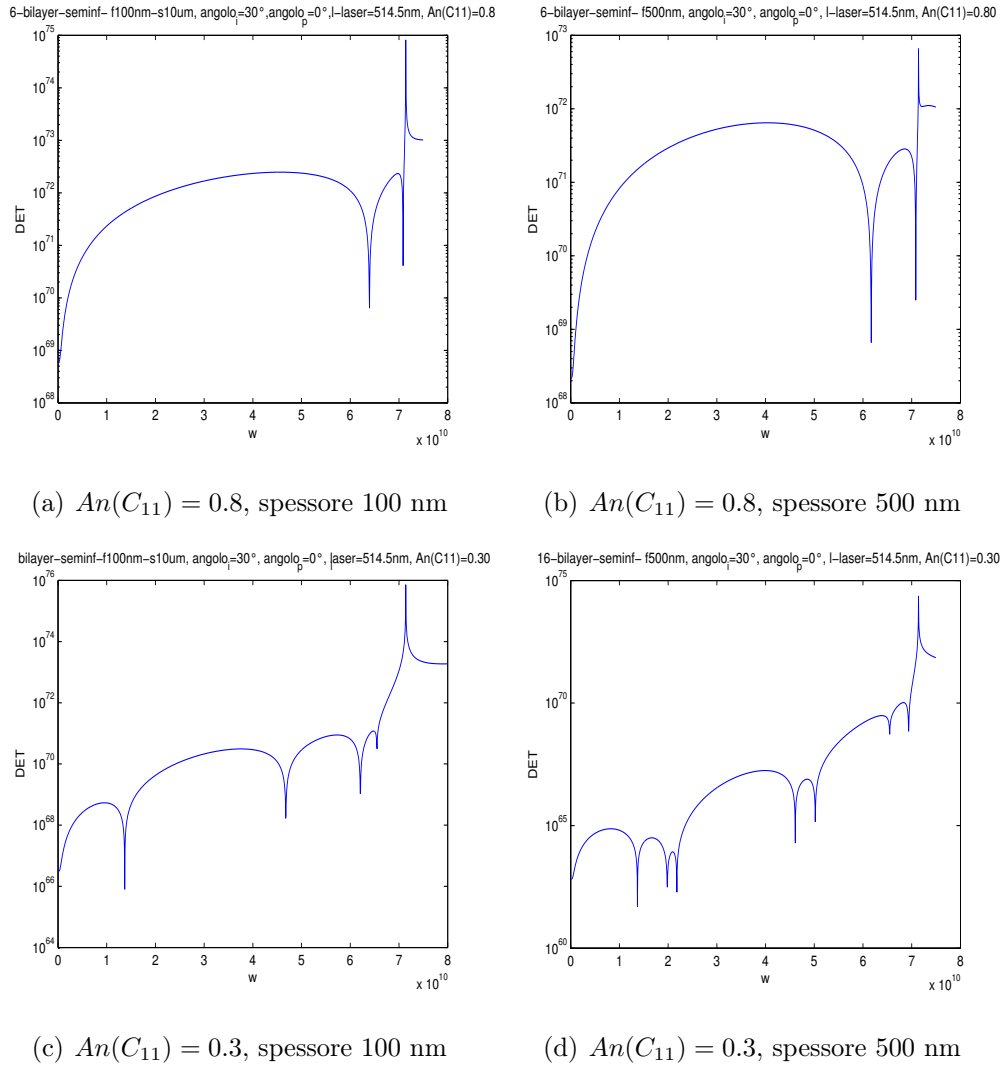 6-bilayer-seminf- f100nm-s10um, angolo_i=30°,angolo_p=0°,l-laser=514.5nm, An(C11)=0.8
10^75
10^74
10^73
10^72
10^71
10^70
10^69
10^68
DET
0 1 2 3 4 5 6 7 8
w
x 10^10
(a) An(C_11) = 0.8, spessore 100 nm
6-bilayer-seminf- f500nm, angolo_i=30°, angolo_p=0°, l-laser=514.5nm, An(C11)=0.80
10^73
10^72
10^71
10^70
10^69
10^68
DET
0 1 2 3 4 5 6 7 8
w
x 10^10
(b) An(C_11) = 0.8, spessore 500 nm
bilayer-seminf-f100nm-s10um, angolo_i=30°, angolo_p=0°, laser=514.5nm, An(C11)=0.30
10^76
10^74
10^72
10^70
10^68
10^66
10^64
DET
0 1 2 3 4 5 6 7 8
w
x 10^10
(c) An(C_11) = 0.3, spessore 100 nm
16-bilayer-seminf- f500nm, angolo_i=30°, angolo_p=0°, l-laser=514.5nm, An(C11)=0.30
10^75
10^70
10^65
10^60
DET
0 1 2 3 4 5 6 7 8
w
x 10^10
(d) An(C_11) = 0.3, spessore 500 nm